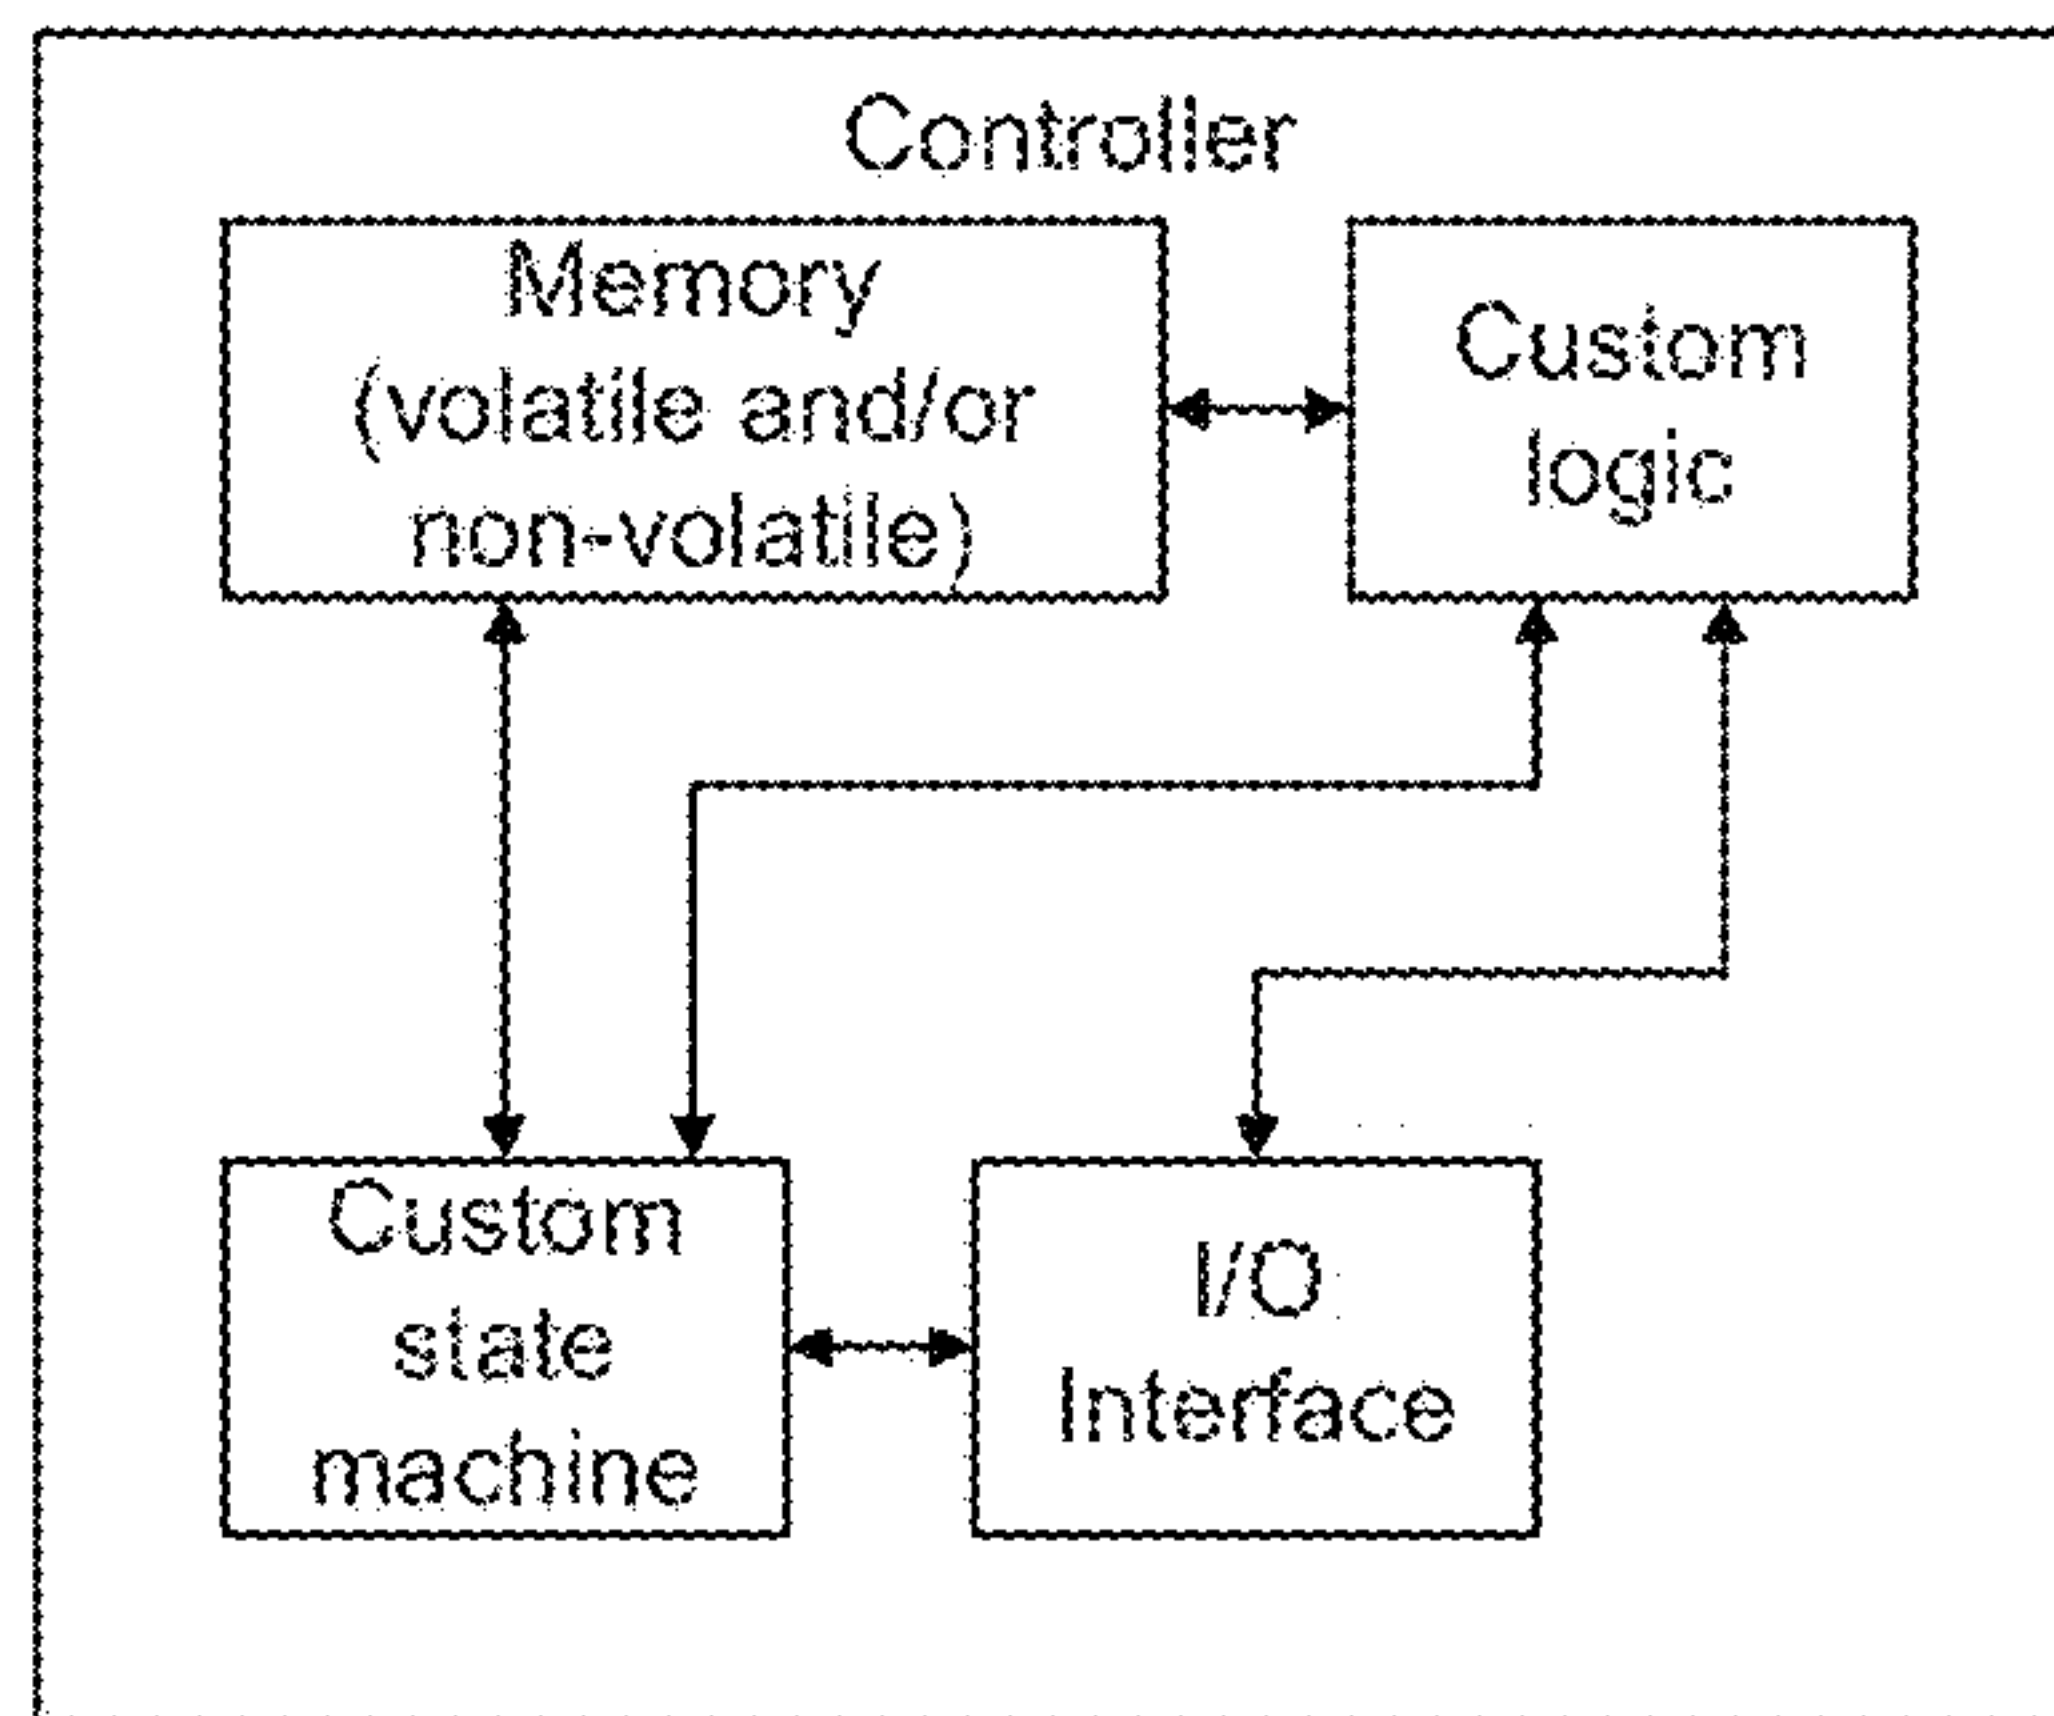 Controller
Memory
(volatile and/or
non-volatile)
Custom
logic
Custom
state
machine
I/O
Interface